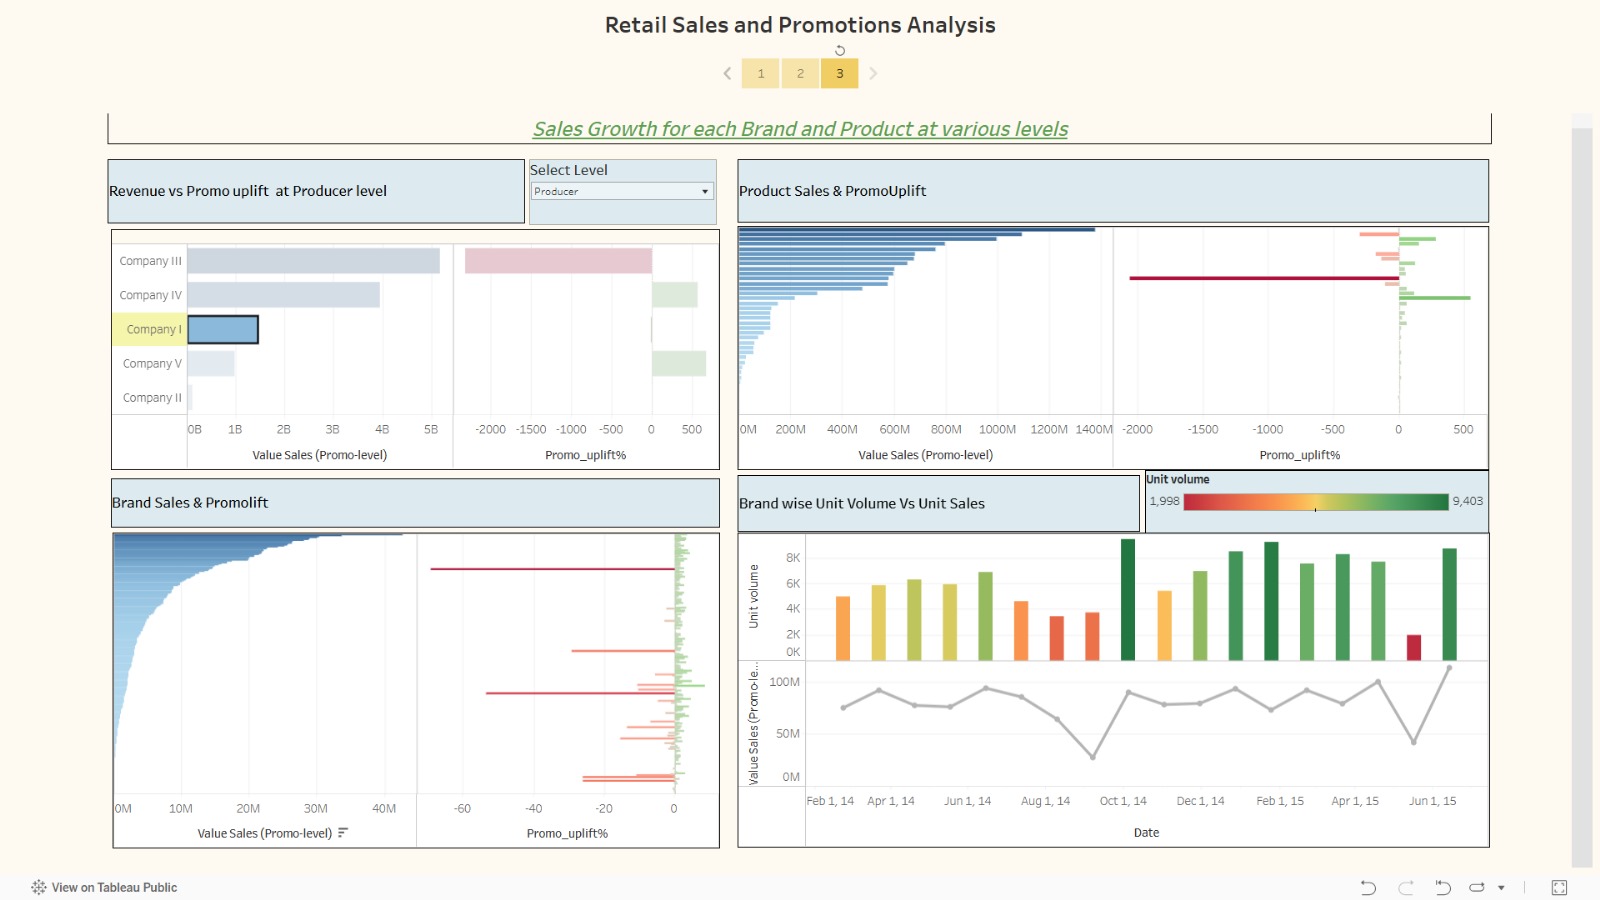 Retail Sales and Promotions Analysis
1 2 3
Sales Growth for each Brand and Product at various levels
Revenue vs Promo uplift at Producer level
Select Level
Producer
Company III
Company IV
Company I
Company V
Company II
0B 1B 2B 3B 4B 5B
Value Sales (Promo-level)
-2000 -1500 -1000 -500 0 500
Promo_uplift%
Product Sales & PromoUplift
0M 200M 400M 600M 800M 1000M 1200M 1400M
Value Sales (Promo-level)
-2000 -1500 -1000 -500 0 500
Promo_uplift%
Brand Sales & Promolift
0M 10M 20M 30M 40M
Value Sales (Promo-level)
-60 -40 -20 0
Promo_uplift%
Brand wise Unit Volume Vs Unit Sales
Unit volume
1,998 9,403
Unit volume
8K
6K
4K
2K
0K
Value Sales (Promo-le...
100M
50M
0M
Feb 1, 14 Apr 1, 14 Jun 1, 14 Aug 1, 14 Oct 1, 14 Dec 1, 14 Feb 1, 15 Apr 1, 15 Jun 1, 15
Date
View on Tableau Public